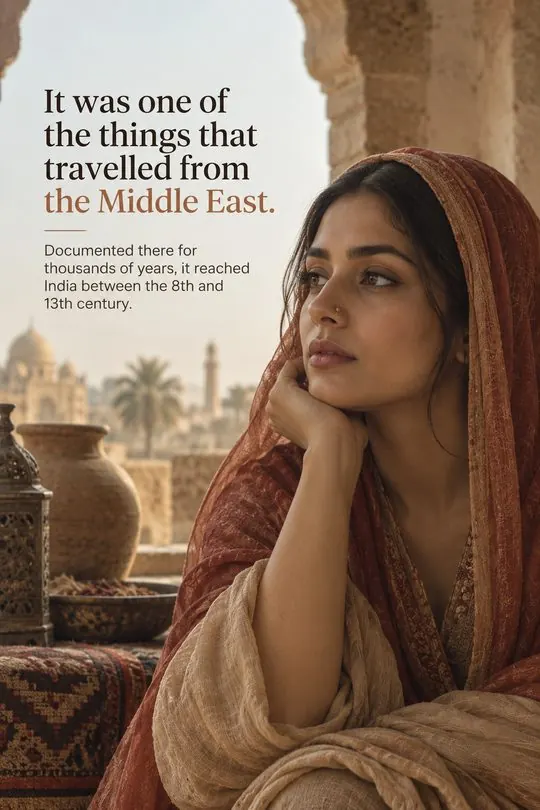 It was one of
the things that
travelled from
the Middle East.
Documented there for
thousands of years, it reached
India between the 8th and
13th century.